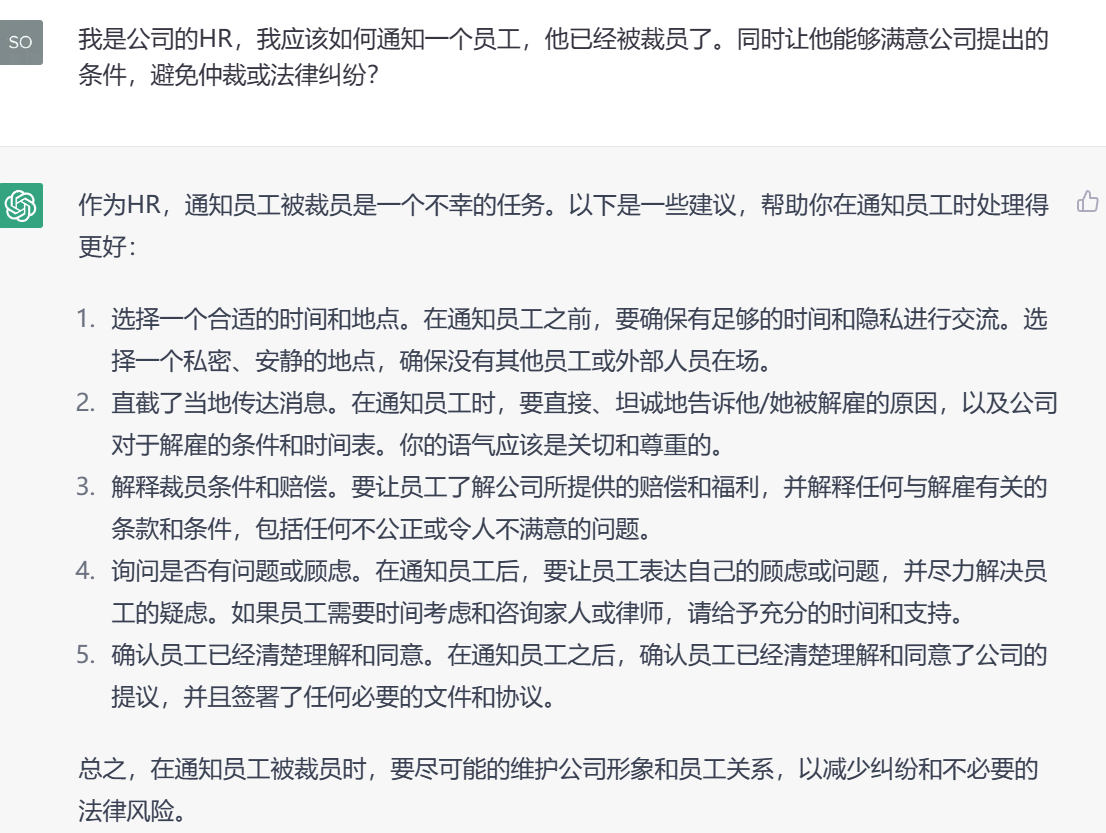 SO
我是公司的HR，我应该如何通知一个员工，他已经被裁员了。同时让他能够满意公司提出的
条件，避免仲裁或法律纠纷？
作为HR，通知员工被裁员是一个不幸的任务。以下是一些建议，帮助你在通知员工时处理得
更好：
1. 选择一个合适的时间和地点。在通知员工之前，要确保有足够的时间和隐私进行交流。选
择一个私密、安静的地点，确保没有其他员工或外部人员在场。
2. 直截了当地传达消息。在通知员工时，要直接、坦诚地告诉他/她被解雇的原因，以及公司
对于解雇的条件和时间表。你的语气应该是关切和尊重的。
3. 解释裁员条件和赔偿。要让员工了解公司所提供的赔偿和福利，并解释任何与解雇有关的
条款和条件，包括任何不公正或令人不满意的问题。
4. 询问是否有问题或顾虑。在通知员工后，要让员工表达自己的顾虑或问题，并尽力解决员
工的疑虑。如果员工需要时间考虑和咨询家人或律师，请给予充分的时间和支持。
5. 确认员工已经清楚理解和同意。在通知员工之后，确认员工已经清楚理解和同意了公司的
提议，并且签署了任何必要的文件和协议。
总之，在通知员工被裁员时，要尽可能的维护公司形象和员工关系，以减少纠纷和不必要的
法律风险。